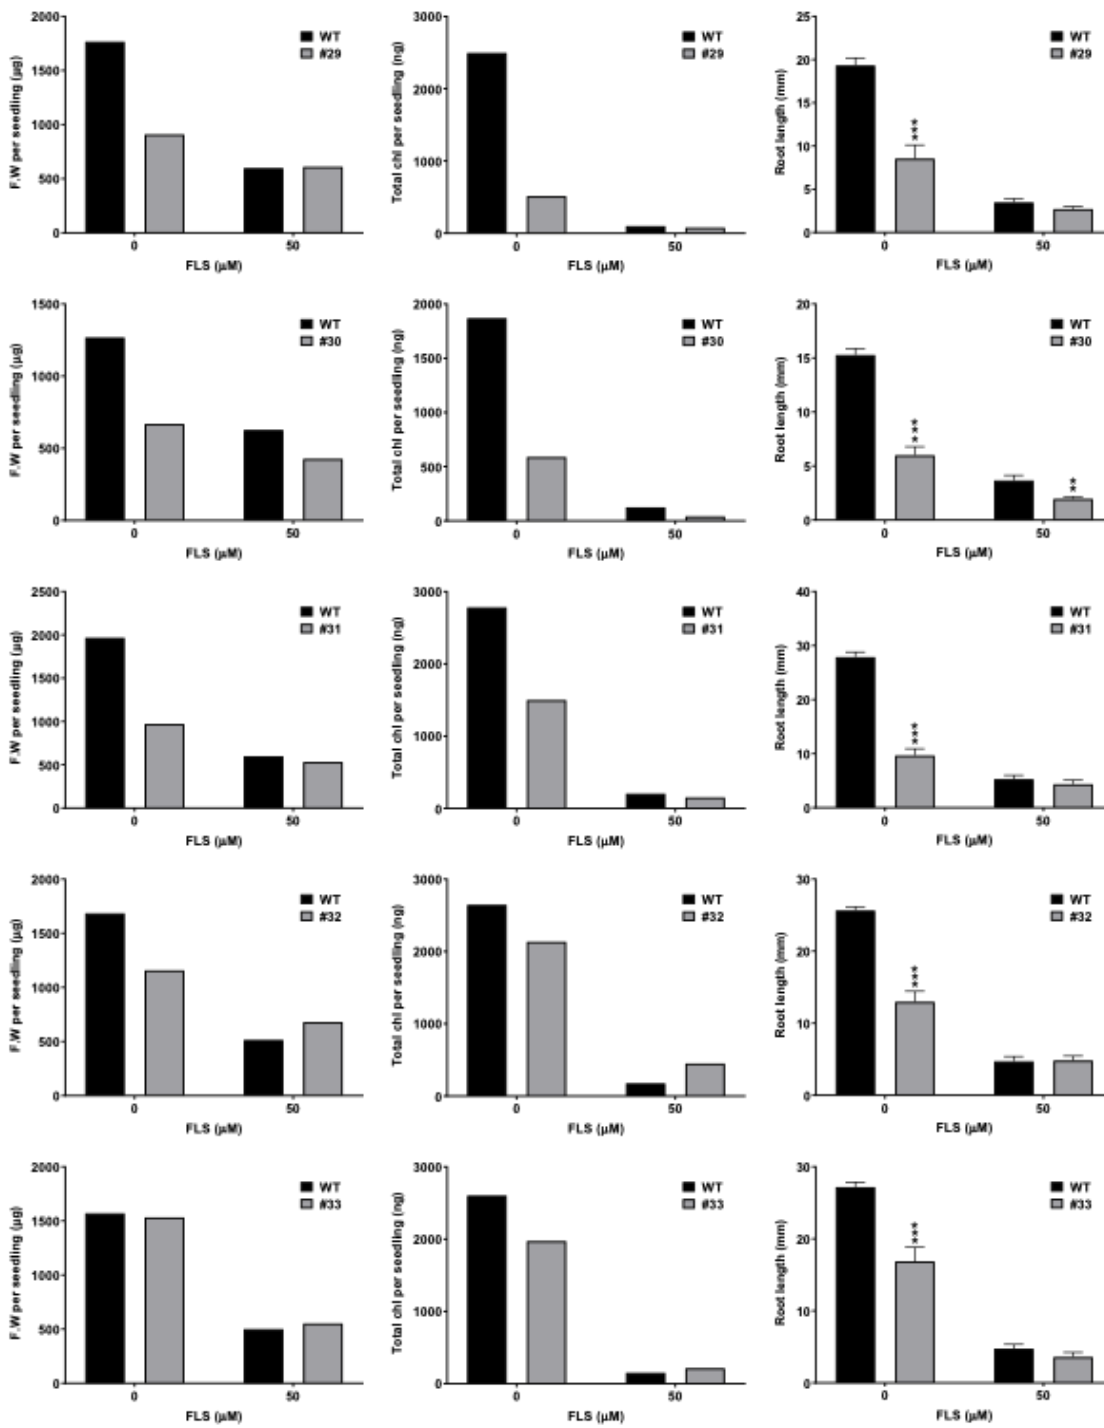 F.W per seedling (µg)
2000
1500
1000
500
0
0
50
FLS (µM)
WT
#29
Total chl per seedling (ng)
3000
2000
1000
0
0
50
FLS (µM)
WT
#29
Root length (mm)
25
20
15
10
5
0
***
0
50
FLS (µM)
WT
#29
F.W per seedling (µg)
1500
1000
500
0
0
50
FLS (µM)
WT
#30
Total chl per seedling (ng)
2000
1500
1000
500
0
0
50
FLS (µM)
WT
#30
Root length (mm)
20
15
10
5
0
***
**
0
50
FLS (µM)
WT
#30
F.W per seedling (µg)
2500
2000
1500
1000
500
0
0
50
FLS (µM)
WT
#31
Total chl per seedling (ng)
3000
2000
1000
0
0
50
FLS (µM)
WT
#31
Root length (mm)
40
30
20
10
0
***
0
50
FLS (µM)
WT
#31
F.W per seedling (µg)
2000
1500
1000
500
0
0
50
FLS (µM)
WT
#32
Total chl per seedling (ng)
3000
2000
1000
0
0
50
FLS (µM)
WT
#32
Root length (mm)
30
20
10
0
***
0
50
FLS (µM)
WT
#32
F.W per seedling (µg)
2000
1500
1000
500
0
0
50
FLS (µM)
WT
#33
Total chl per seedling (ng)
3000
2000
1000
0
0
50
FLS (µM)
WT
#33
Root length (mm)
30
20
10
0
***
0
50
FLS (µM)
WT
#33